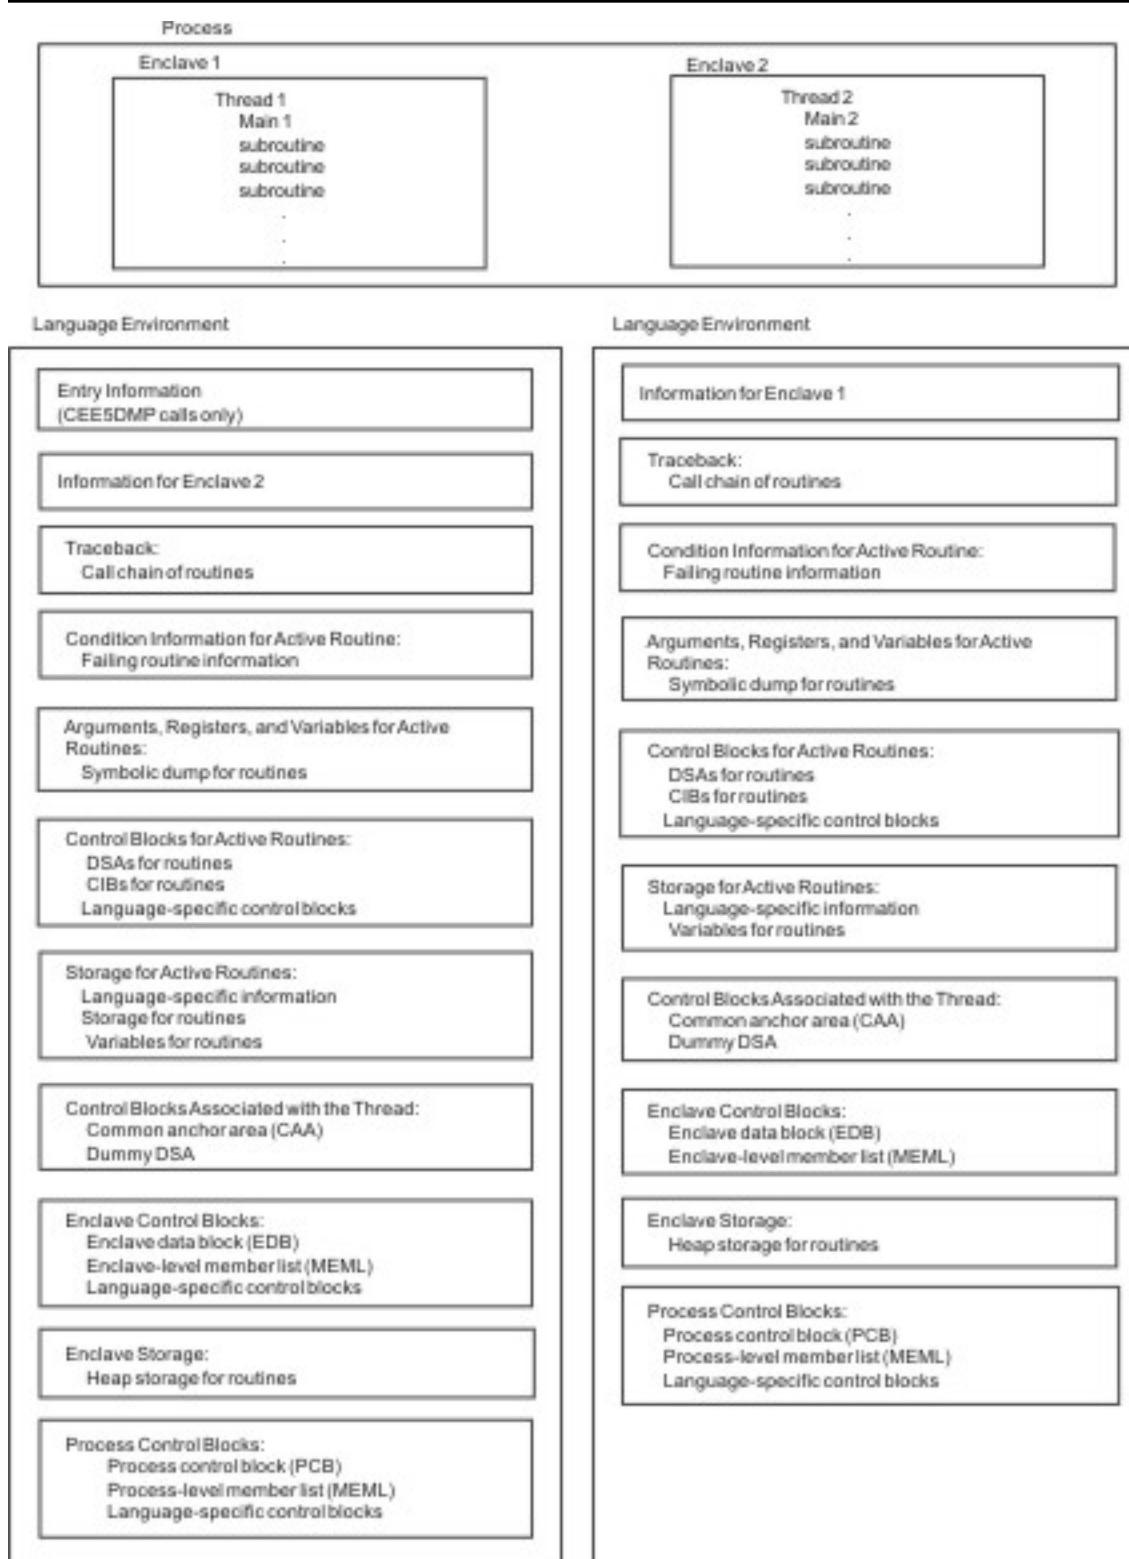 Process
Enclave 1
Thread 1
Main 1
subroutine
subroutine
subroutine
.
.
.
Enclave 2
Thread 2
Main 2
subroutine
subroutine
subroutine
.
.
.
Language Environment
Entry Information
(CEE5DMP calls only)
Information for Enclave 2
Traceback:
Call chain of routines
Condition Information for Active Routine:
Failing routine information
Arguments, Registers, and Variables for Active
Routines:
Symbolic dump for routines
Control Blocks for Active Routines:
DSAs for routines
CIBs for routines
Language-specific control blocks
Storage for Active Routines:
Language-specific information
Storage for routines
Variables for routines
Control Blocks Associated with the Thread:
Common anchor area (CAA)
Dummy DSA
Enclave Control Blocks:
Enclave data block (EDB)
Enclave-level member list (MEML)
Language-specific control blocks
Enclave Storage:
Heap storage for routines
Process Control Blocks:
Process control block (PCB)
Process-level member list (MEML)
Language-specific control blocks
Language Environment
Information for Enclave 1
Traceback:
Call chain of routines
Condition Information for Active Routine:
Failing routine information
Arguments, Registers, and Variables for Active
Routines:
Symbolic dump for routines
Control Blocks for Active Routines:
DSAs for routines
CIBs for routines
Language-specific control blocks
Storage for Active Routines:
Language-specific information
Variables for routines
Control Blocks Associated with the Thread:
Common anchor area (CAA)
Dummy DSA
Enclave Control Blocks:
Enclave data block (EDB)
Enclave-level member list (MEML)
Enclave Storage:
Heap storage for routines
Process Control Blocks:
Process control block (PCB)
Process-level member list (MEML)
Language-specific control blocks